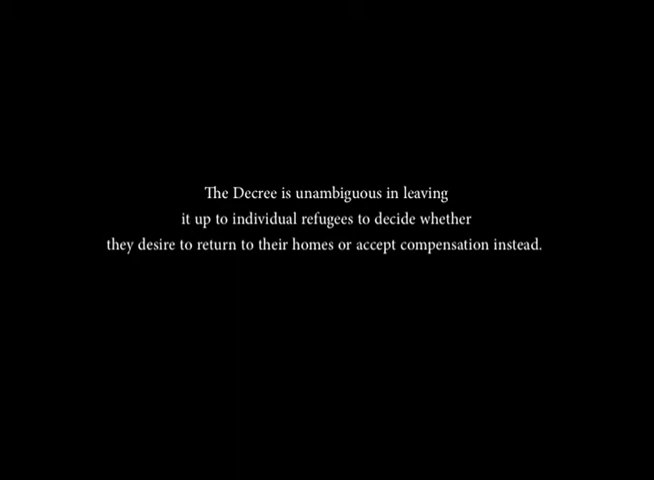 The Decree is unambiguous in leaving
it up to individual refugees to decide whether
they desire to return to their homes or accept compensation instead.